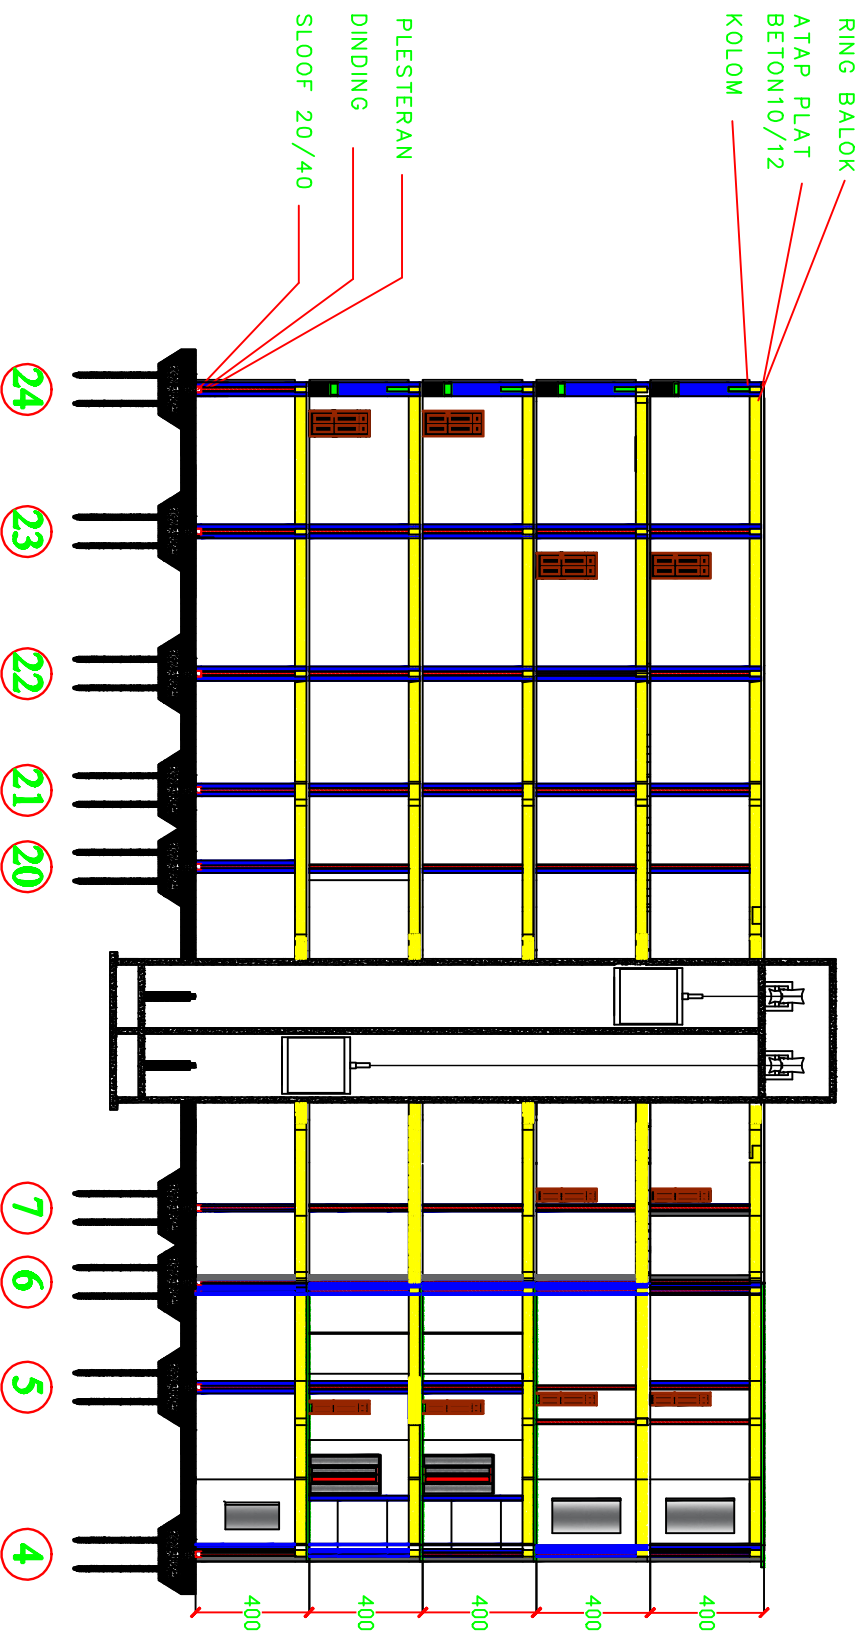 RING BALOK
ATAP PLAT
BETON10/12
KOLOM
PLESTERAN
DINDING
SLOOF 20/40
24
23
22
21
20
7
6
5
4
400
400
400
400
400